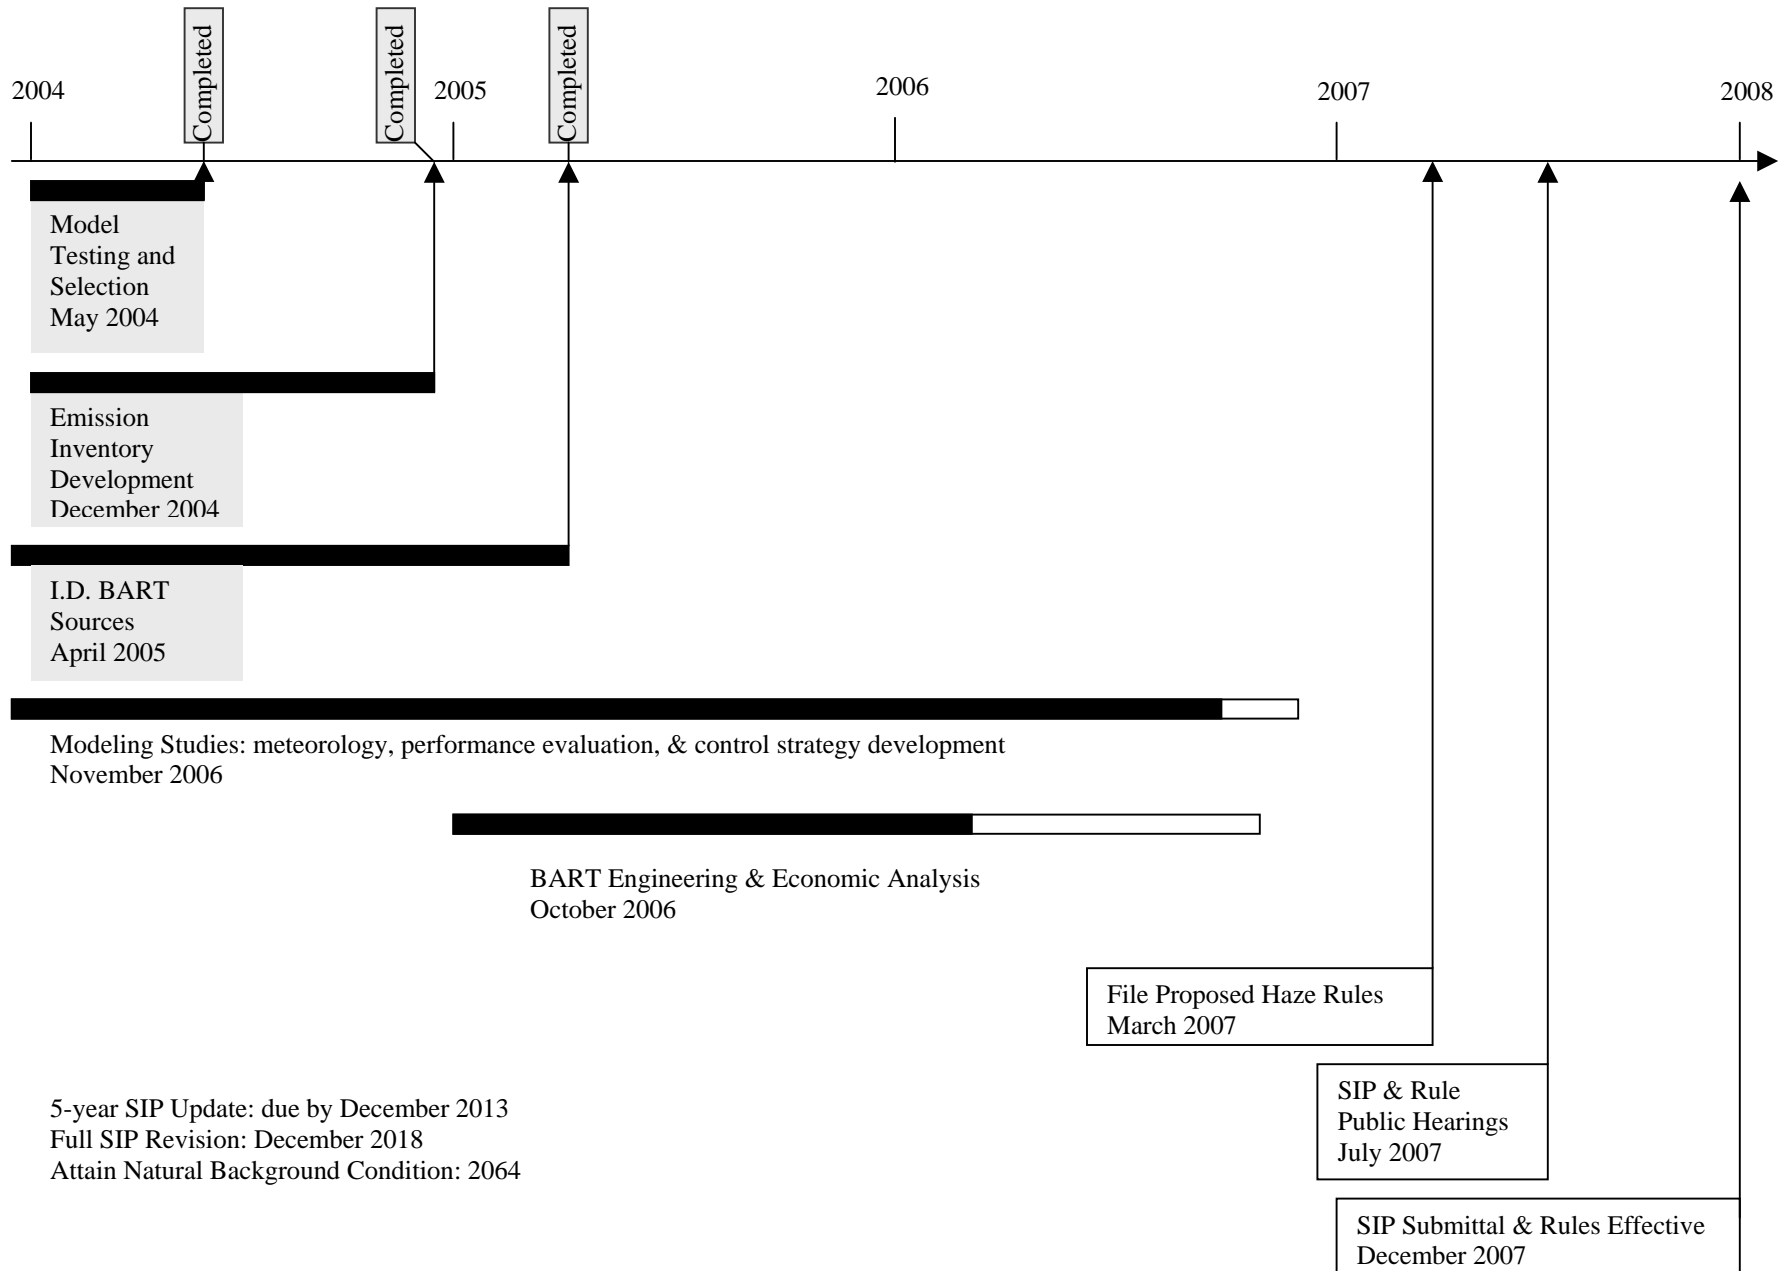 Completed
Completed
Completed
2004
2005
2006
2007
2008
Model
Testing and
Selection
May 2004
Emission
Inventory
Development
December 2004
I.D. BART
Sources
April 2005
Modeling Studies: meteorology, performance evaluation, & control strategy development
November 2006
BART Engineering & Economic Analysis
October 2006
File Proposed Haze Rules
March 2007
SIP & Rule
Public Hearings
July 2007
5-year SIP Update: due by December 2013
Full SIP Revision: December 2018
Attain Natural Background Condition: 2064
SIP Submittal & Rules Effective
December 2007